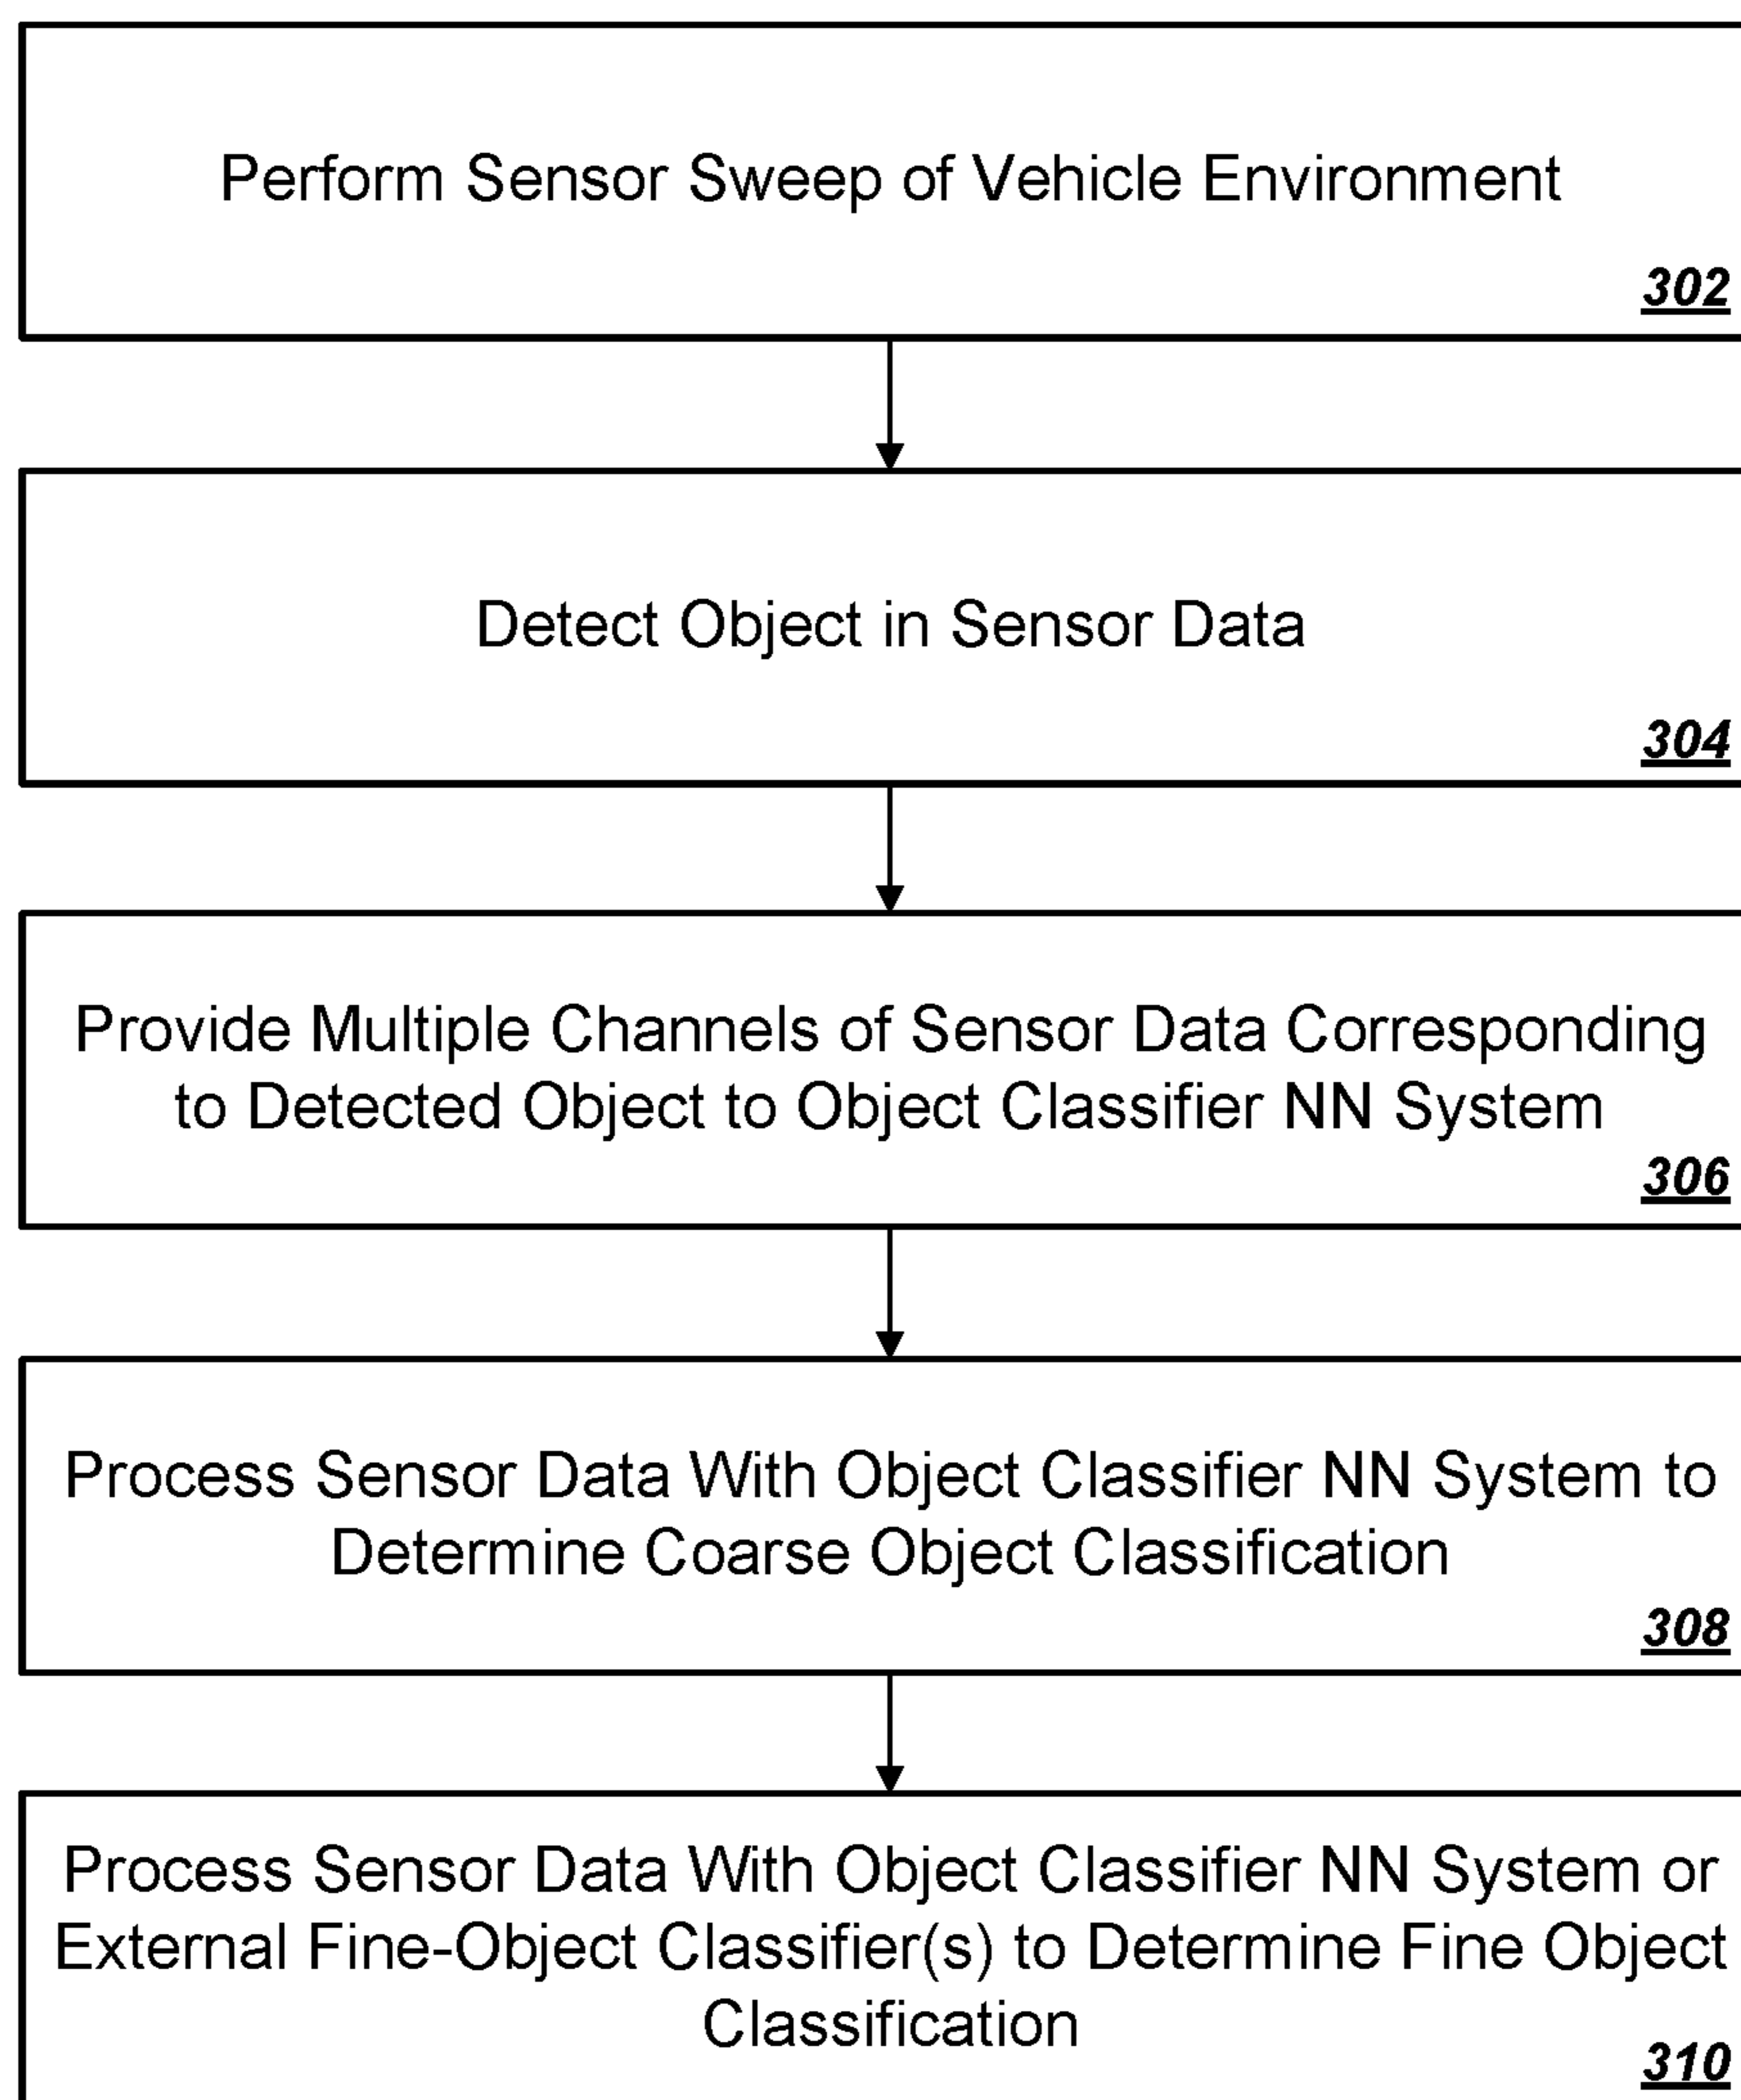 Perform Sensor Sweep of Vehicle Environment
302
Detect Object in Sensor Data
304
Provide Multiple Channels of Sensor Data Corresponding
to Detected Object to Object Classifier NN System
306
Process Sensor Data With Object Classifier NN System to
Determine Coarse Object Classification
308
Process Sensor Data With Object Classifier NN System or
External Fine-Object Classifier(s) to Determine Fine Object
Classification
310